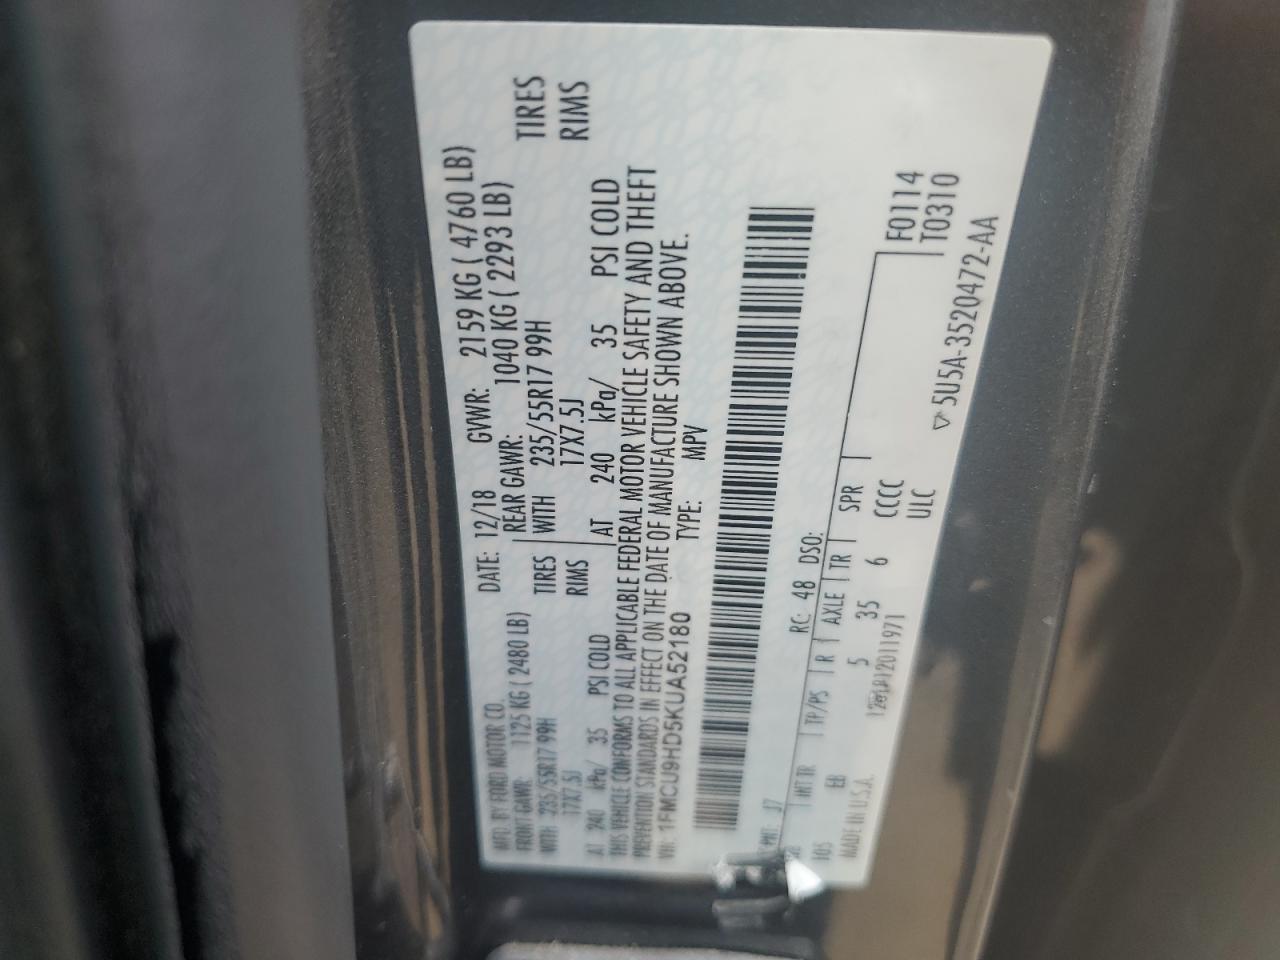 MFD. BY FORD MOTOR CO. DATE: 12/18 GVWR: 2159 KG ( 4760 LB)
FRONT GAWR: 1125 KG ( 2480 LB) REAR GAWR: 1040 KG ( 2293 LB)
WITH 235/55R17 99H TIRES WITH 235/55R17 99H TIRES
17X7.5J RIMS 17X7.5J RIMS
AT 240 kPa/ 35 PSI COLD AT 240 kPa/ 35 PSI COLD
THIS VEHICLE CONFORMS TO ALL APPLICABLE FEDERAL MOTOR VEHICLE SAFETY AND THEFT
PREVENTION STANDARDS IN EFFECT ON THE DATE OF MANUFACTURE SHOWN ABOVE.
VIN: 1FMCU9HD5KUA52180 TYPE: MPV
J7 RC: 48 DSO:
INT TR TP/PS R AXLE TR SPR
105 EB 5 35 6 CCCC F0114
ULC T0310
MADE IN U.S.A.
5U5A-3520472-AA